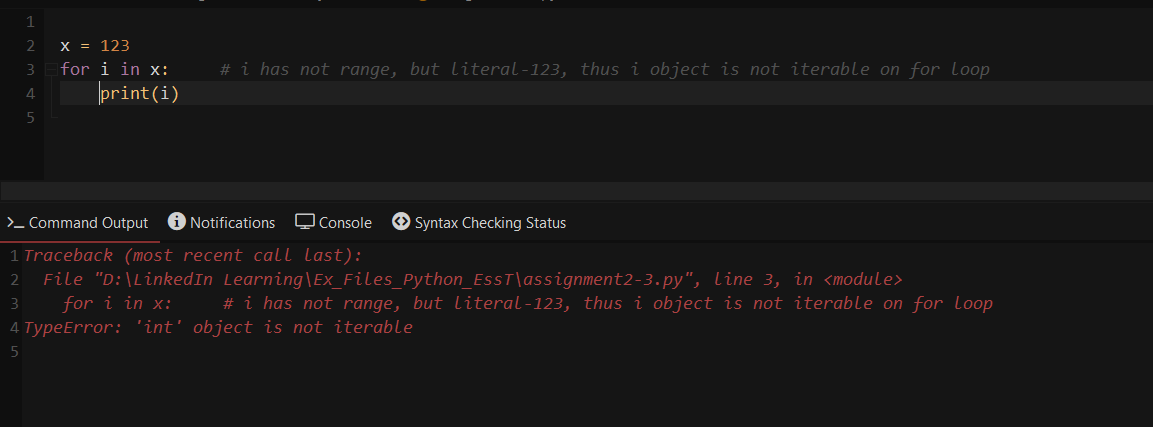 1
2 x = 123
3 for i in x:     # i has not range, but literal-123, thus i object is not iterable on for loop
4     print(i)
5
Command Output Notifications Console Syntax Checking Status
1 Traceback (most recent call last):
2   File "D:\LinkedIn Learning\Ex_Files_Python_EssT\assignment2-3.py", line 3, in <module>
3     for i in x:     # i has not range, but literal-123, thus i object is not iterable on for loop
4 TypeError: 'int' object is not iterable
5